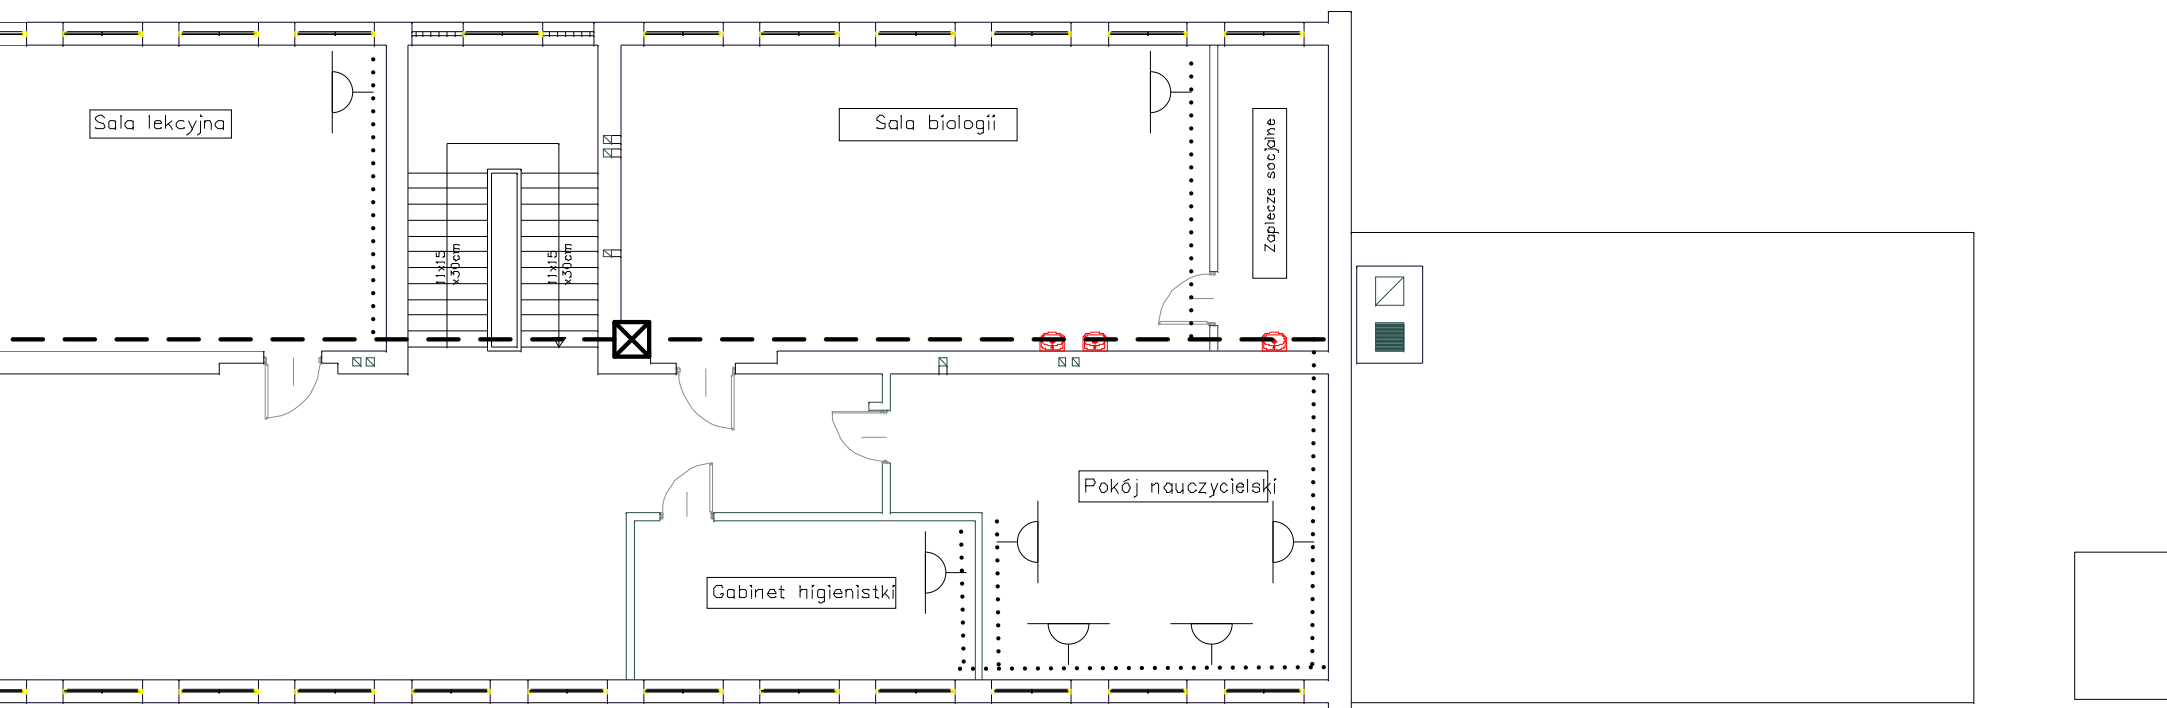 Sala lekcyjna
Sala biologii
Zaplecze socjalne
11x15
x30cm
11x15
x30cm
Pokój nauczycielski
Gabinet higienistki